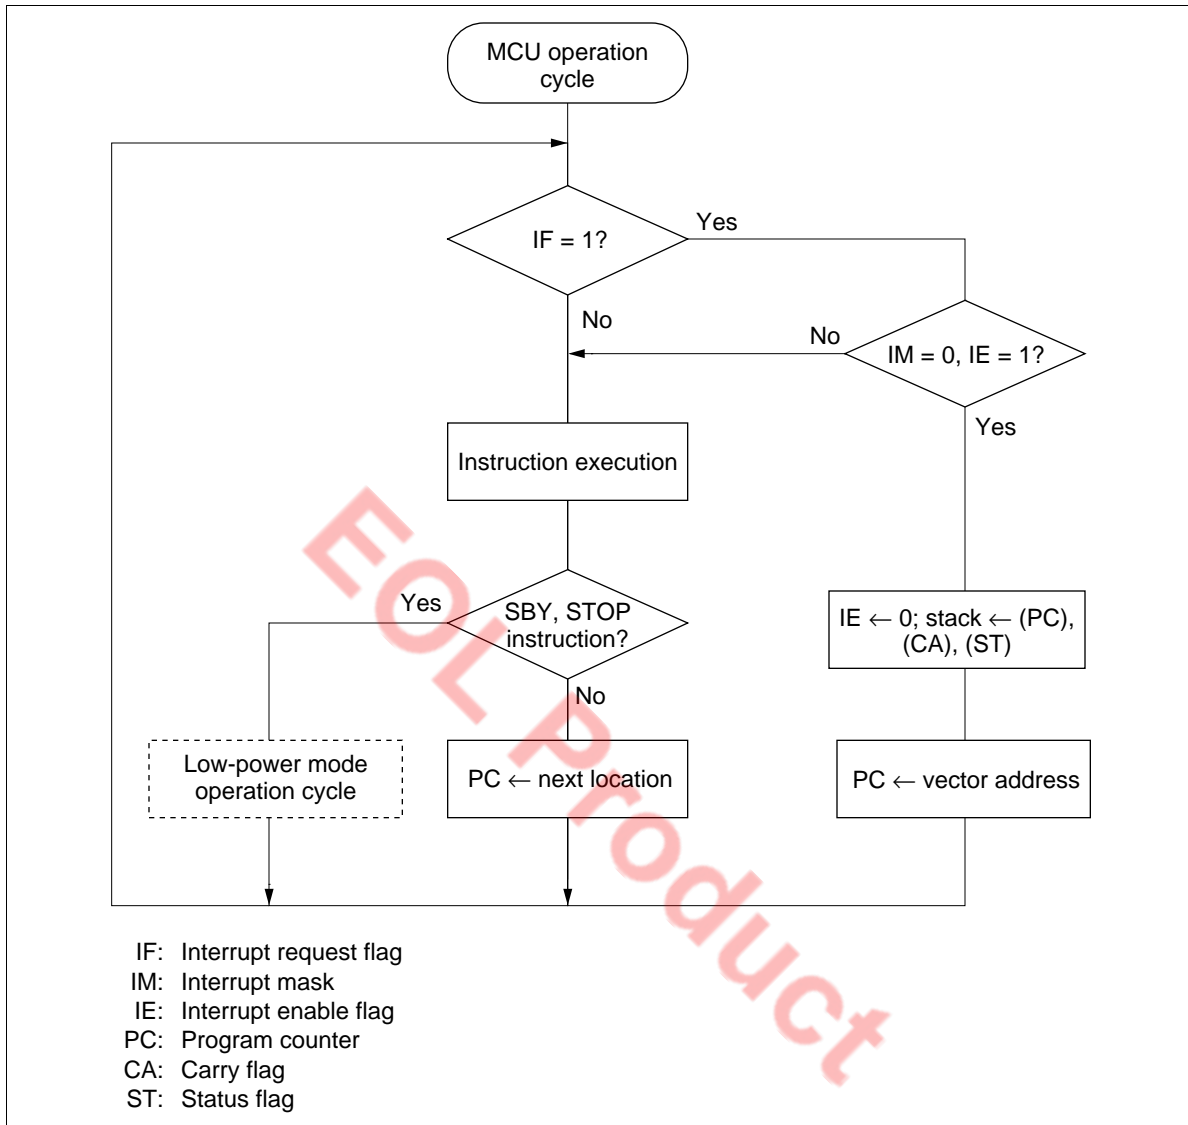 MCU operation
cycle
IF = 1?
Yes
No
No
IM = 0, IE = 1?
Yes
Instruction execution
Yes
SBY, STOP
instruction?
No
IE ← 0; stack ← (PC),
(CA), (ST)
Low-power mode
operation cycle
PC ← next location
PC ← vector address
IF: Interrupt request flag
IM: Interrupt mask
IE: Interrupt enable flag
PC: Program counter
CA: Carry flag
ST: Status flag
EOL Product